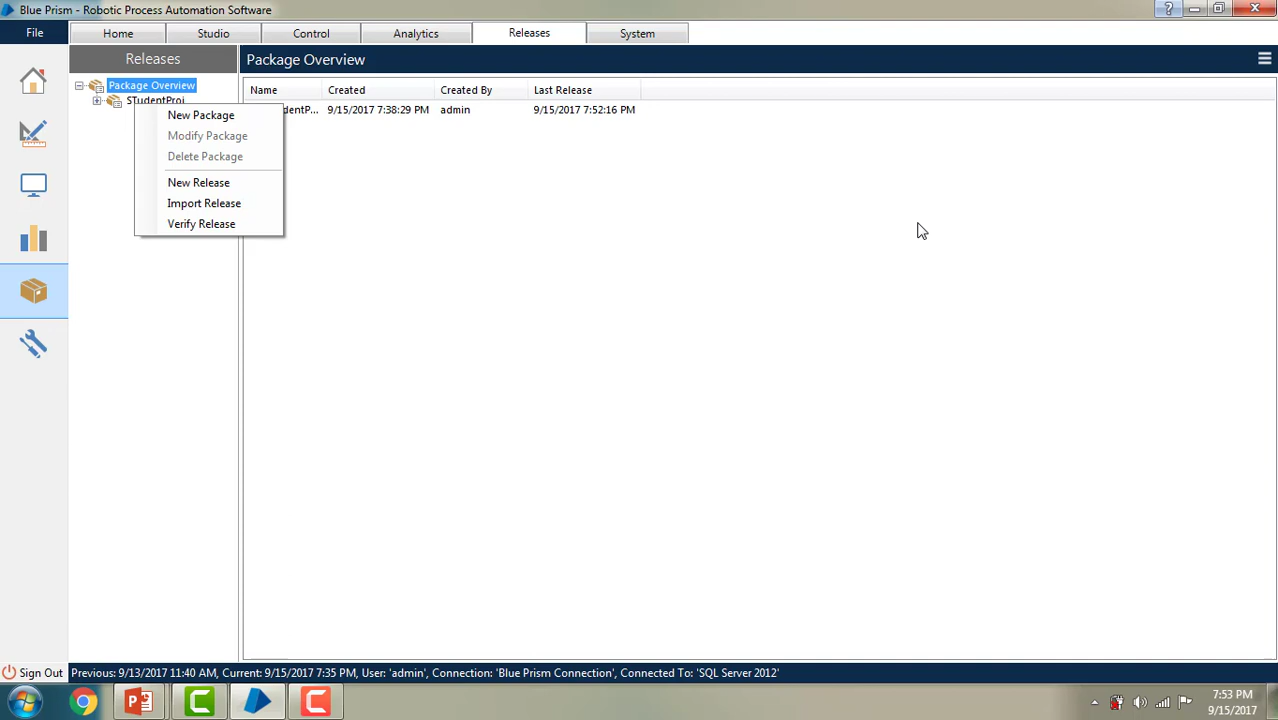 Blue Prism - Robotic Process Automation Software
File
Home
Studio
Control
Analytics
Releases
System
Releases
Package Overview
Package Overview
STudentProj
Name
Created
Created By
Last Release
dentP...
9/15/2017 7:38:29 PM
admin
9/15/2017 7:52:16 PM
New Package
Modify Package
Delete Package
New Release
Import Release
Verify Release
Sign Out
Previous: 9/13/2017 11:40 AM, Current: 9/15/2017 7:35 PM, User: 'admin', Connection: 'Blue Prism Connection', Connected To: 'SQL Server 2012'
7:53 PM
9/15/2017